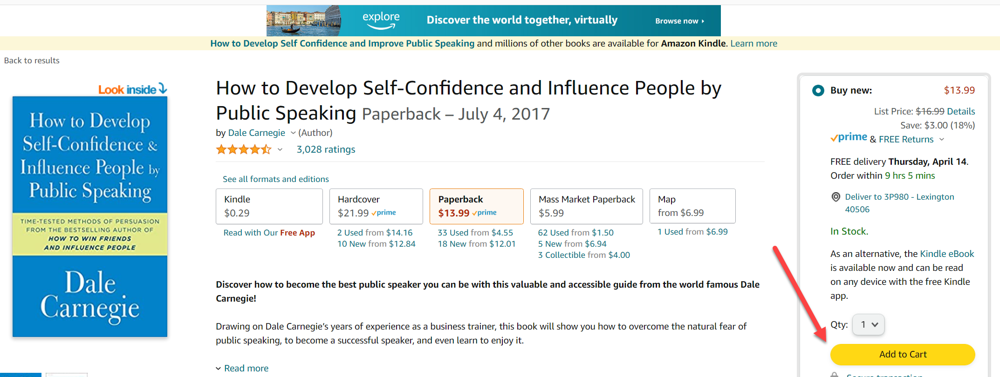 explore
Discover the world together, virtually
Browse now
How to Develop Self Confidence and Improve Public Speaking and millions of other books are available for Amazon Kindle. Learn more
Back to results
Look inside
How to Develop
Self-Confidence &
Influence People by
Public Speaking
TIME-TESTED METHODS OF PERSUASION
FROM THE BESTSELLING AUTHOR OF
HOW TO WIN FRIENDS
AND INFLUENCE PEOPLE
Dale
Carnegie
How to Develop Self-Confidence and Influence People by
Public Speaking Paperback – July 4, 2017
by Dale Carnegie (Author)
3,028 ratings
See all formats and editions
Kindle
$0.29
Read with Our Free App
Hardcover
$21.99 prime
2 Used from $14.16
10 New from $12.84
Paperback
$13.99 prime
33 Used from $4.55
18 New from $12.01
Mass Market Paperback
$5.99
62 Used from $1.50
5 New from $6.94
3 Collectible from $4.00
Map
from $6.99
1 Used from $6.99
Discover how to become the best public speaker you can be with this valuable and accessible guide from the world famous Dale
Carnegie!
Drawing on Dale Carnegie’s years of experience as a business trainer, this book will show you how to overcome the natural fear of
public speaking, to become a successful speaker, and even learn to enjoy it.
Read more
Buy new: $13.99
List Price: $16.99 Details
Save: $3.00 (18%)
prime & FREE Returns
FREE delivery Thursday, April 14.
Order within 9 hrs 5 mins
Deliver to 3P980 - Lexington
40506
In Stock.
As an alternative, the Kindle eBook
is available now and can be read
on any device with the free Kindle
app.
Qty: 1
Add to Cart
Secure transaction